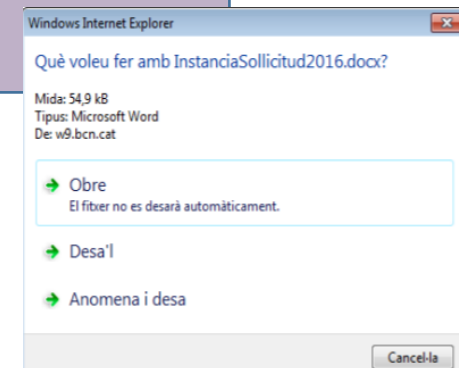 Windows Internet Explorer
Què voleu fer amb InstanciaSollicitud2016.docx?
Mida: 54,9 kB
Tipus: Microsoft Word
De: w9.bcn.cat
Obre
El fitxer no es desarà automàticament.
Desa'l
Anomena i desa
Cancel·la